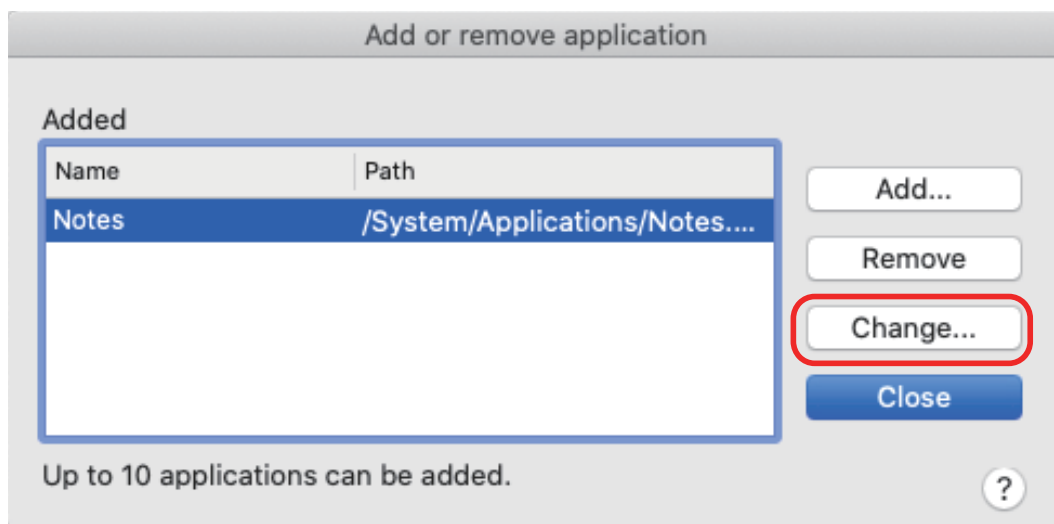 Add or remove application
Added
Name Path
Notes /System/Applications/Notes....
Add...
Remove
Change...
Close
Up to 10 applications can be added.
?